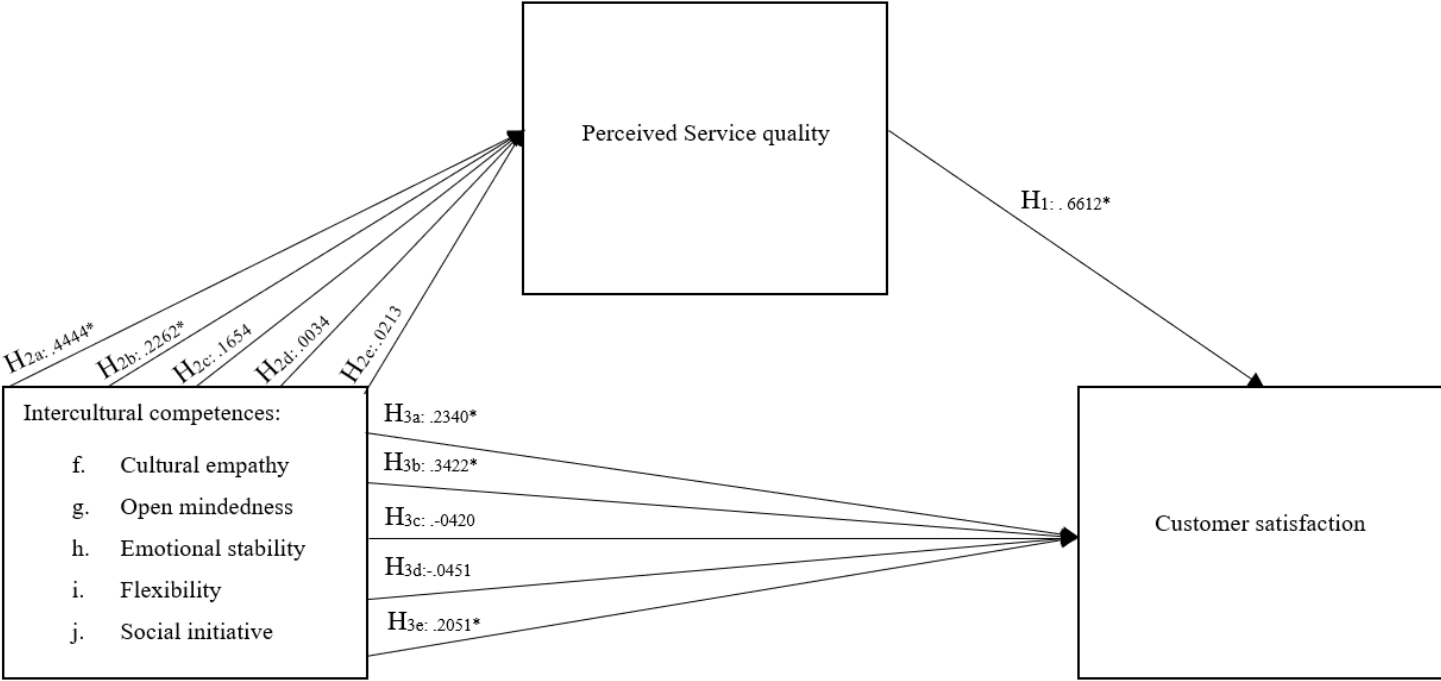 Perceived Service quality
H1: . 6612*
H2a: .4444*
H2b: .2262*
H2c: .1654
H2d: .0034
H2e: .0213
Intercultural competences:
f. Cultural empathy
g. Open mindedness
h. Emotional stability
i. Flexibility
j. Social initiative
H3a: .2340*
H3b: .3422*
H3c: .-0420
H3d:-.0451
H3e: .2051*
Customer satisfaction